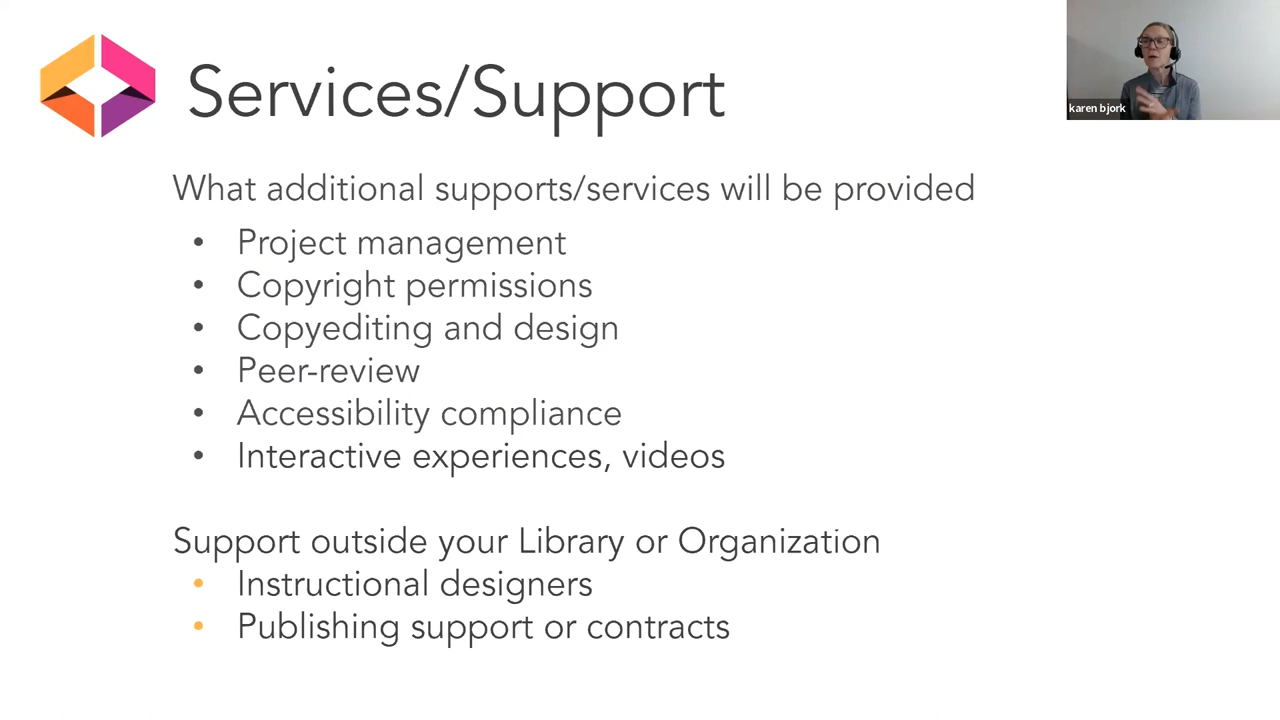 Services/Support
karen bjork
What additional supports/services will be provided
• Project management
• Copyright permissions
• Copyediting and design
• Peer-review
• Accessibility compliance
• Interactive experiences, videos
Support outside your Library or Organization
• Instructional designers
• Publishing support or contracts